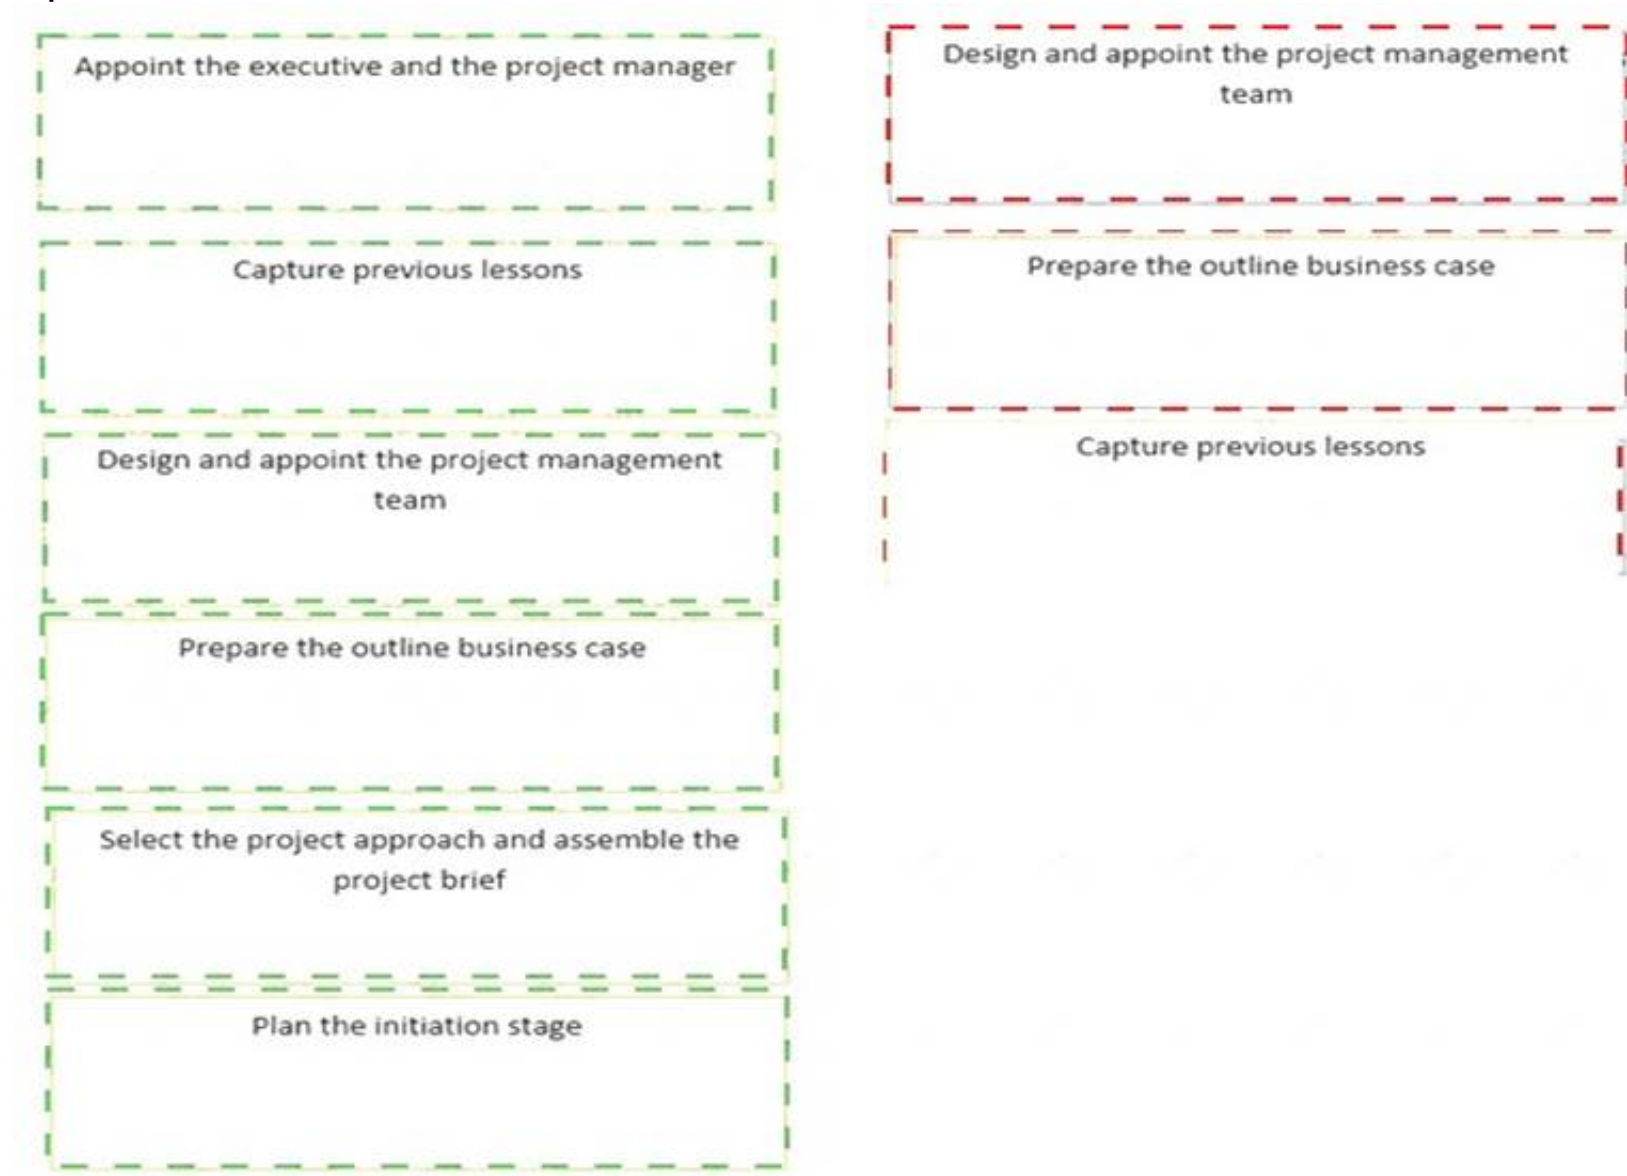 Appoint the executive and the project manager
Capture previous lessons
Design and appoint the project management
team
Prepare the outline business case
Select the project approach and assemble the
project brief
Plan the initiation stage
Design and appoint the project management
team
Prepare the outline business case
Capture previous lessons